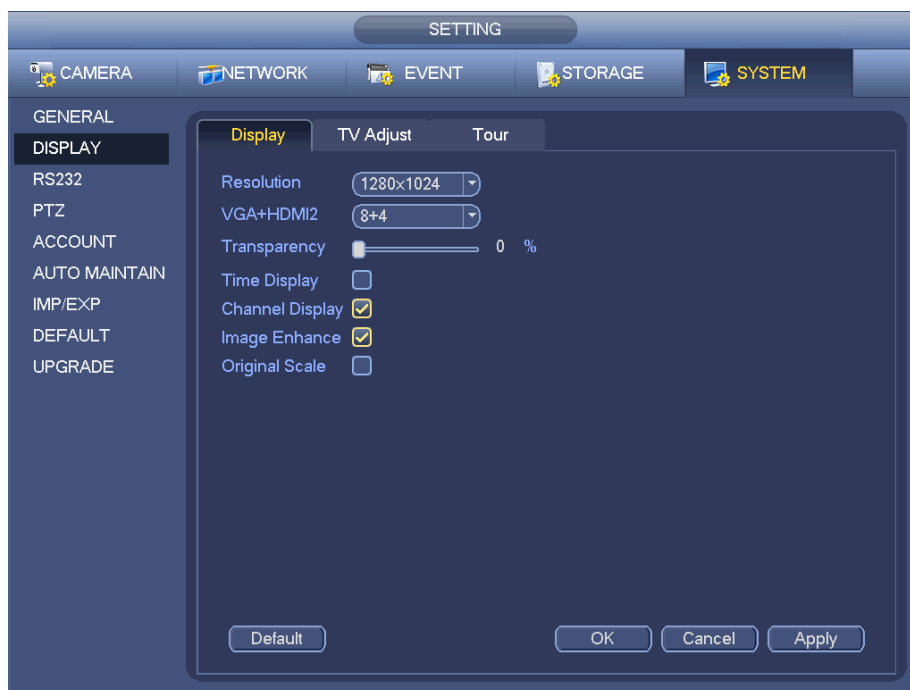 SETTING
CAMERA NETWORK EVENT STORAGE SYSTEM
GENERAL
DISPLAY
RS232
PTZ
ACCOUNT
AUTO MAINTAIN
IMP/EXP
DEFAULT
UPGRADE
Display TV Adjust Tour
Resolution 1280×1024
VGA+HDMI2 8+4
Transparency 0 %
Time Display
Channel Display
Image Enhance
Original Scale
Default OK Cancel Apply